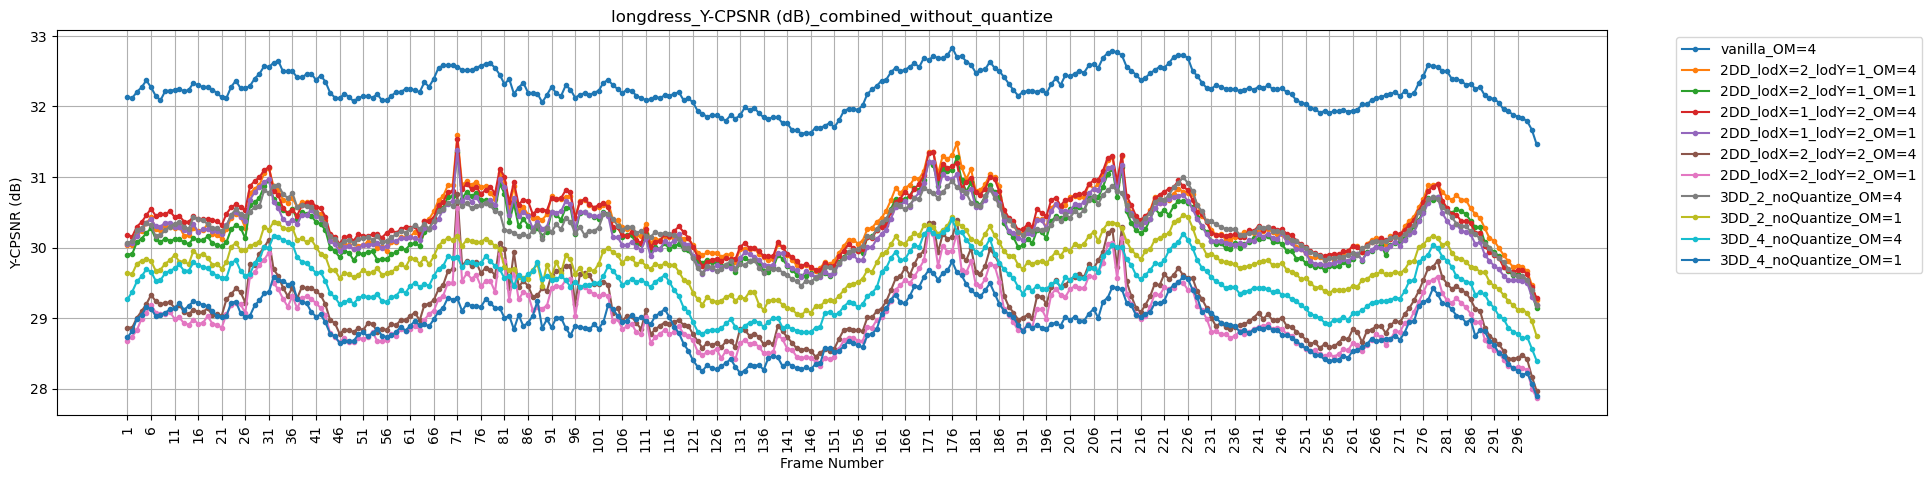 longdress_Y-CPSNR (dB)_combined_without_quantize
Y-CPSNR (dB)
33
32
31
30
29
28
1 6 11 16 21 26 31 36 41 46 51 56 61 66 71 76 81 86 91 96 101 106 111 116 121 126 131 136 141 146 151 156 161 166 171 176 181 186 191 196 201 206 211 216 221 226 231 236 241 246 251 256 261 266 271 276 281 286 291 296
Frame Number
vanilla_OM=4
2DD_lodX=2_lodY=1_OM=4
2DD_lodX=2_lodY=1_OM=1
2DD_lodX=1_lodY=2_OM=4
2DD_lodX=1_lodY=2_OM=1
2DD_lodX=2_lodY=2_OM=4
2DD_lodX=2_lodY=2_OM=1
3DD_2_noQuantize_OM=4
3DD_2_noQuantize_OM=1
3DD_4_noQuantize_OM=4
3DD_4_noQuantize_OM=1